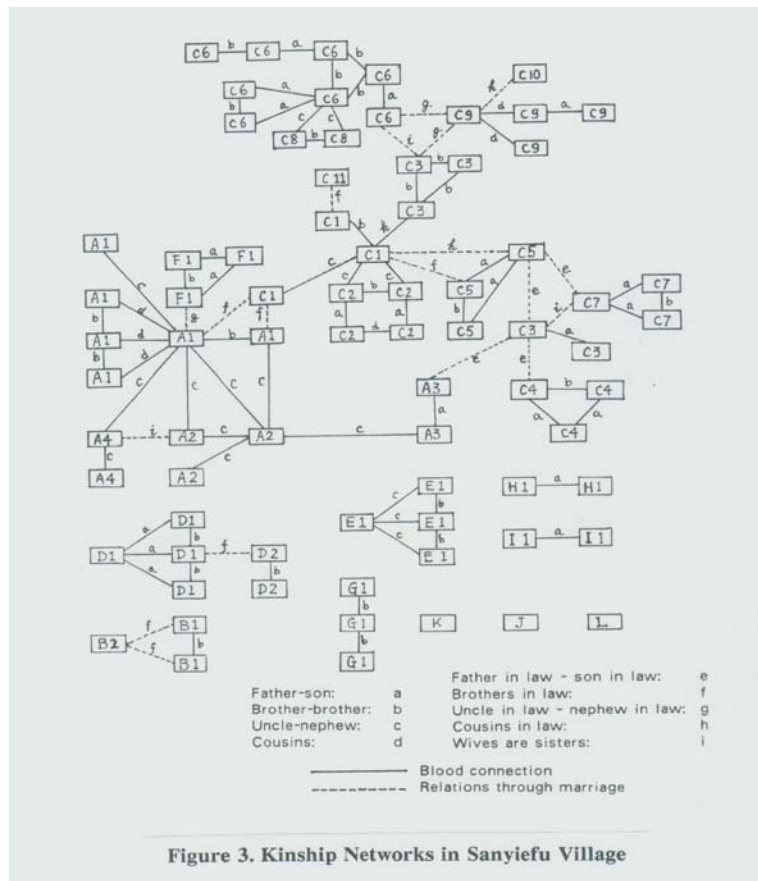 C6 b C6 a C6 b
b C6 h C10
C6 a C6 b a
b a C6 g C9 d C9 a C9
C6 c c i g d C9
C8 b C8
C11 C3 b C3
f b b
C1 b k C3
A1 F1 a F1 C1 h C5
c b a c f a e
F1 C1 c c C5 a C7 a C7
A1 d g f C2 b C2 b e i a b
b f a a C5 C7
A1 d A1 b A1 C2 d C2 C3 a
b d C3
A1 e e
c c c c A3 C4 b C4
a a a
A4 i A2 c A2 c A3 C4
c c
A4 A2
E1 H1 a H1
c b
D1 E1 c E1
a b c b I1 a I1
D1 a D1 f D2 E1
a b b
D1 D2 G1
b
B1 G1 K J L
B2 f b b
f B1 G1
Father in law - son in law: e
Father-son: a Brothers in law: f
Brother-brother: b Uncle in law - nephew in law: g
Uncle-nephew: c Cousins in law: h
Cousins: d Wives are sisters: i
Blood connection
Relations through marriage
Figure 3. Kinship Networks in Sanyiefu Village